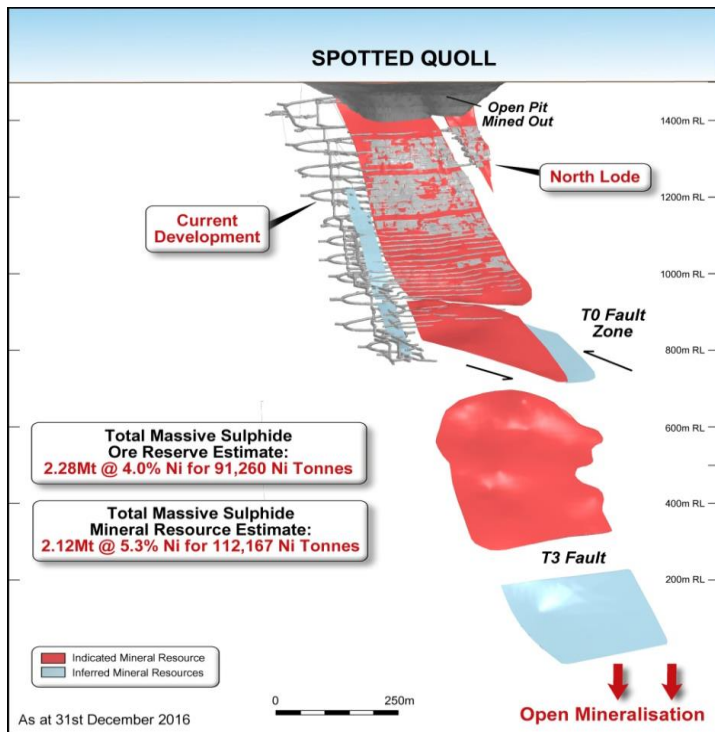 SPOTTED QUOLL
Open Pit
Mined Out
1400m RL
North Lode
1200m RL
Current
Development
1000m RL
T0 Fault
Zone
800m RL
600m RL
Total Massive Sulphide
Ore Reserve Estimate:
2.28Mt @ 4.0% Ni for 91,260 Ni Tonnes
400m RL
Total Massive Sulphide
Mineral Resource Estimate:
2.12Mt @ 5.3% Ni for 112,167 Ni Tonnes
T3 Fault
200m RL
Indicated Mineral Resource
Inferred Mineral Resources
0 250m
As at 31st December 2016
Open Mineralisation